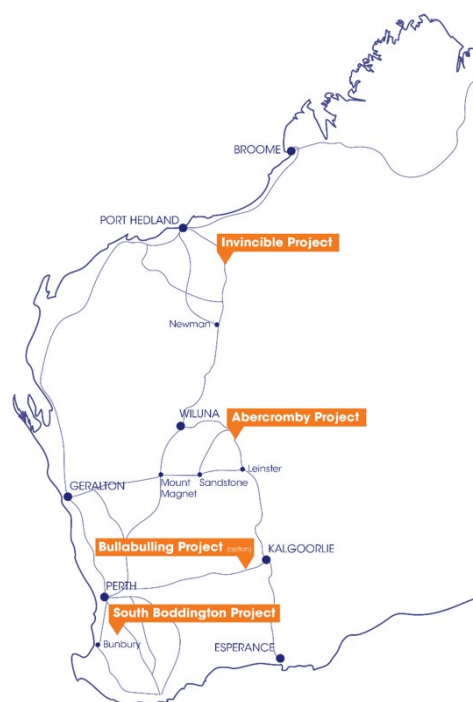 BROOME
PORT HEDLAND
Invincible Project
Newman
WILUNA
Abercromby Project
Leinster
Mount
Magnet
Sandstone
GERALTON
Bullabulling Project (option)
KALGOORLIE
PERTH
South Boddington Project
Bunbury
ESPERANCE